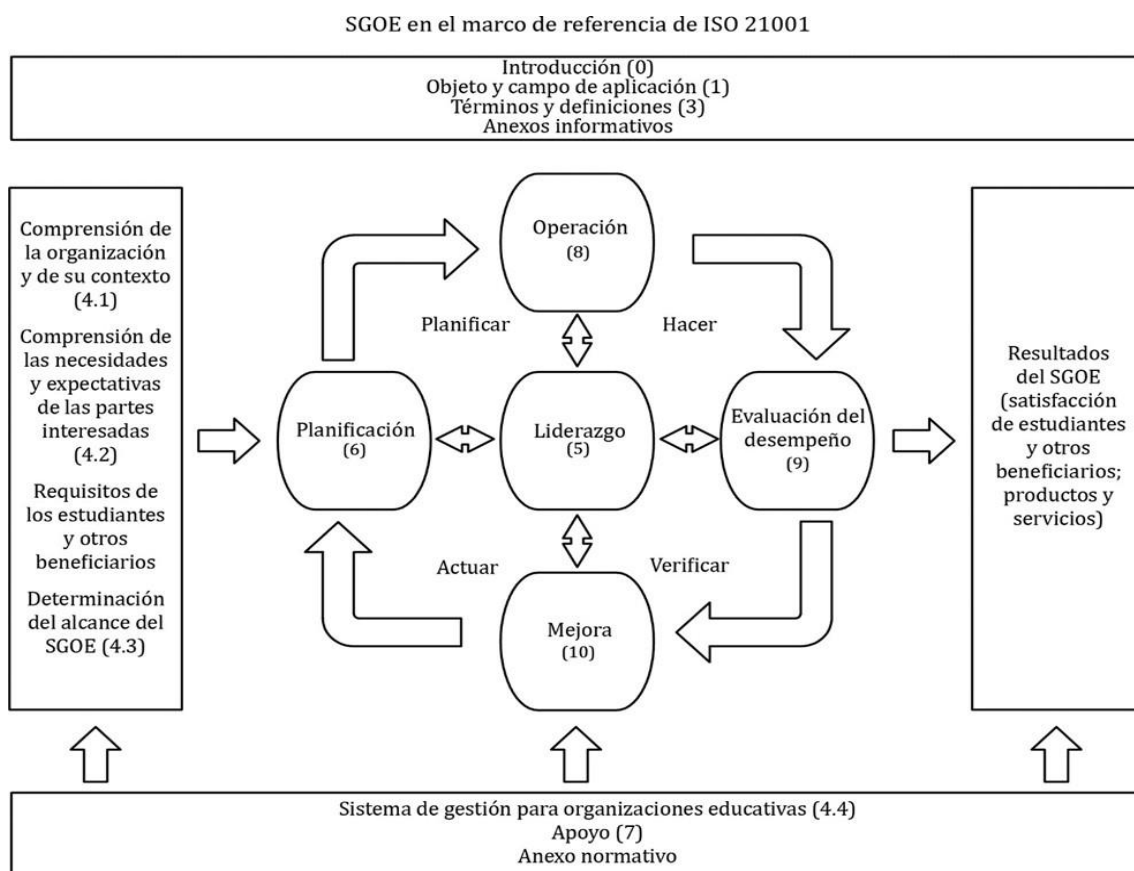 SGOE en el marco de referencia de ISO 21001
Introducción (0)
Objeto y campo de aplicación (1)
Términos y definiciones (3)
Anexos informativos
Comprensión de
la organización
y de su contexto
(4.1)
Comprensión de
las necesidades
y expectativas
de las partes
interesadas
(4.2)
Requisitos de
los estudiantes
y otros
beneficiarios
Determinación
del alcance del
SGOE (4.3)
Operación
(8)
Planificar
Hacer
Planificación
(6)
Liderazgo
(5)
Evaluación del
desempeño
(9)
Actuar
Verificar
Mejora
(10)
Resultados
del SGOE
(satisfacción
de estudiantes
y otros
beneficiarios;
productos y
servicios)
Sistema de gestión para organizaciones educativas (4.4)
Apoyo (7)
Anexo normativo